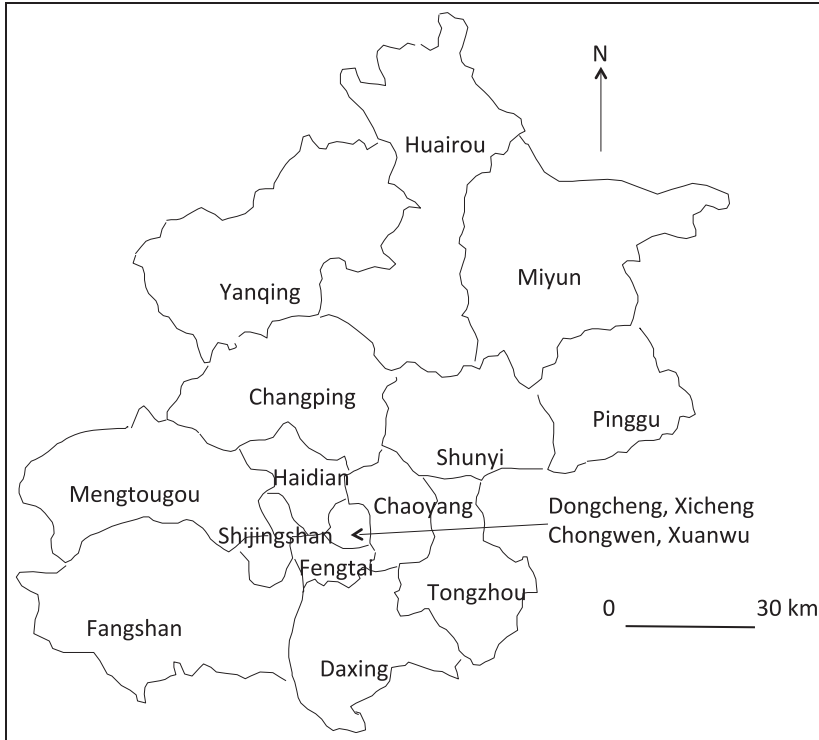 N
Huairou
Miyun
Yanqing
Changping
Pinggu
Shunyi
Haidian
Mengtougou
Chaoyang
Dongcheng, Xicheng
Chongwen, Xuanwu
Shijingshan
Fengtai
Tongzhou
0 30 km
Fangshan
Daxing